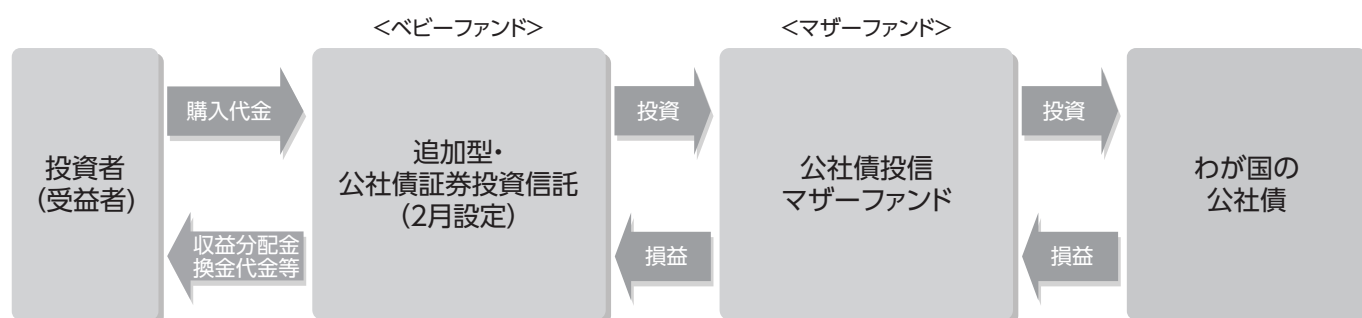 <ベビーファンド>
<マザーファンド>
投資者
(受益者)
購入代金
収益分配金
換金代金等
追加型・
公社債証券投資信託
(2月設定)
投資
損益
公社債投信
マザーファンド
投資
損益
わが国の
公社債